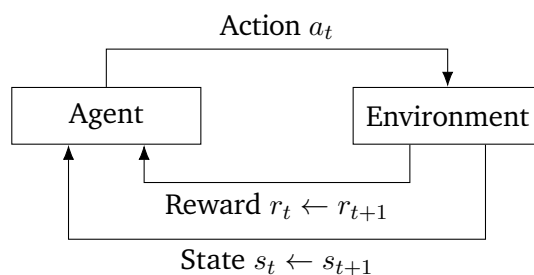 Action a_t
Agent
Environment
Reward r_t ← r_{t+1}
State s_t ← s_{t+1}